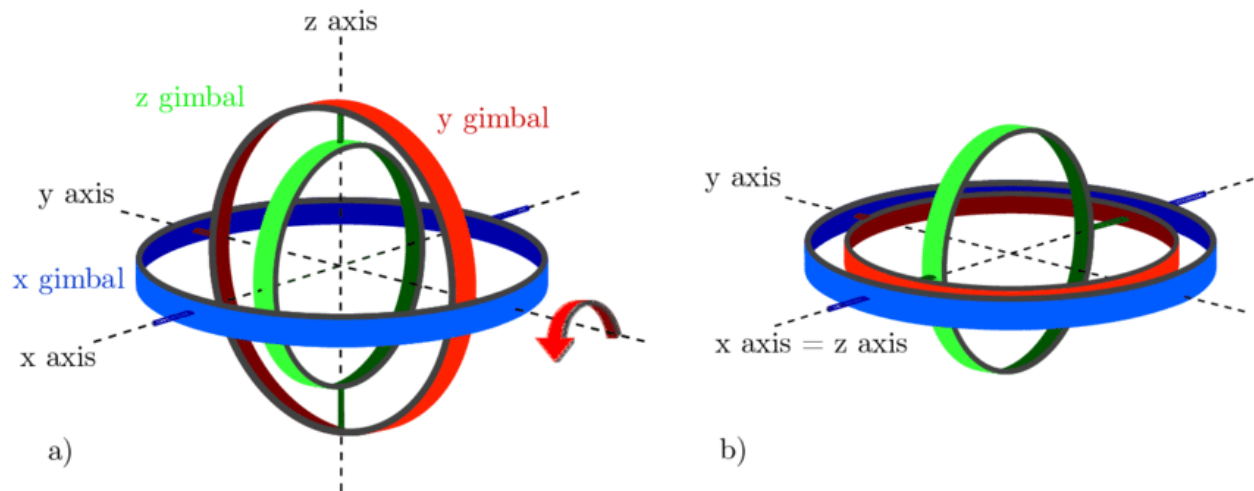 z axis
z gimbal
y gimbal
y axis
x gimbal
x axis
a)
y axis
x axis = z axis
b)